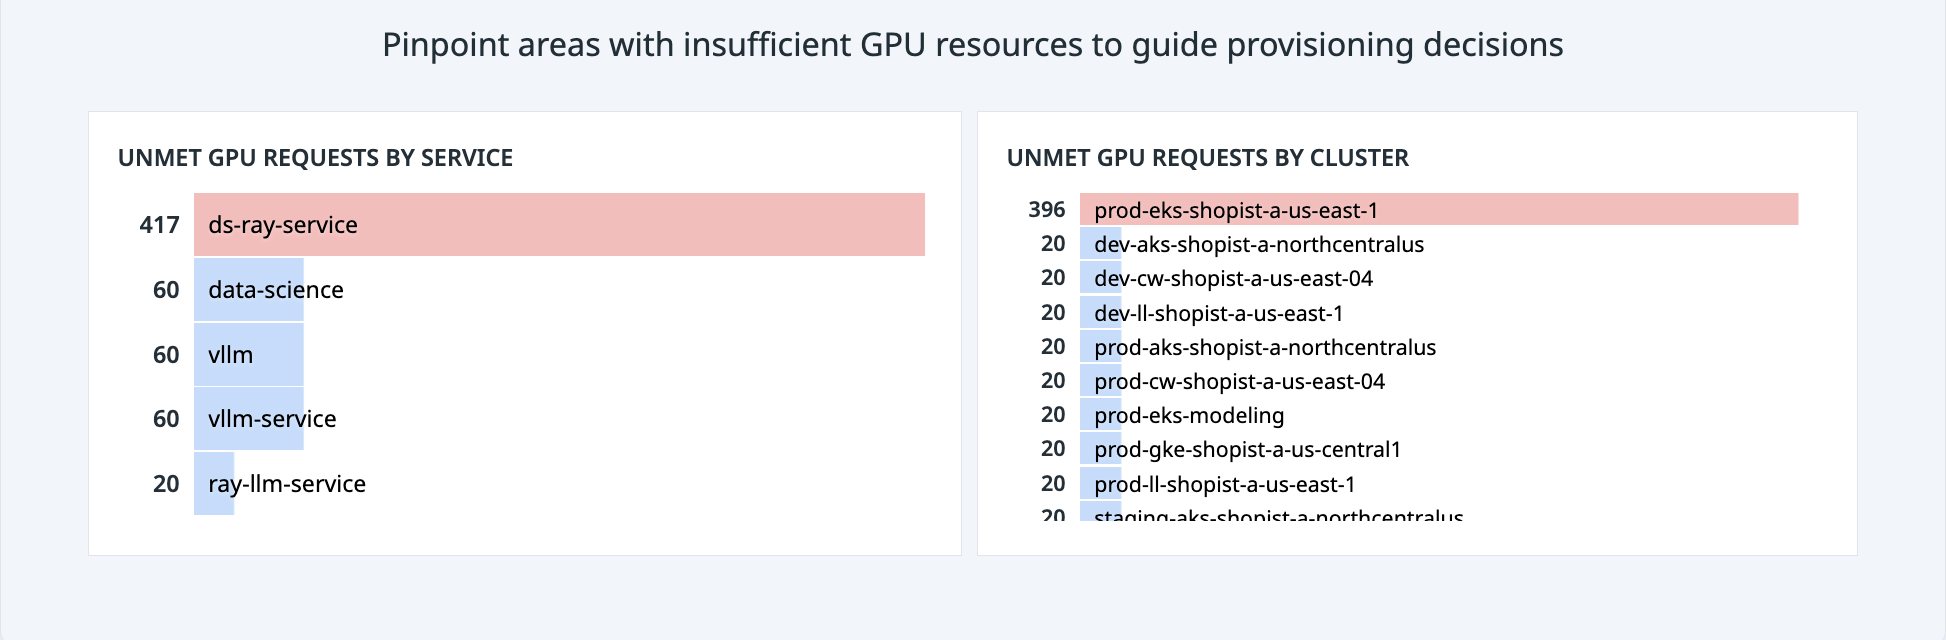 Pinpoint areas with insufficient GPU resources to guide provisioning decisions
UNMET GPU REQUESTS BY SERVICE
417 ds-ray-service
60 data-science
60 vllm
60 vllm-service
20 ray-llm-service
UNMET GPU REQUESTS BY CLUSTER
396 prod-eks-shopist-a-us-east-1
20 dev-aks-shopist-a-northcentralus
20 dev-cw-shopist-a-us-east-04
20 dev-ll-shopist-a-us-east-1
20 prod-aks-shopist-a-northcentralus
20 prod-cw-shopist-a-us-east-04
20 prod-eks-modeling
20 prod-gke-shopist-a-us-central1
20 prod-ll-shopist-a-us-east-1
20 staging-aks-shopist-a-northcentralus